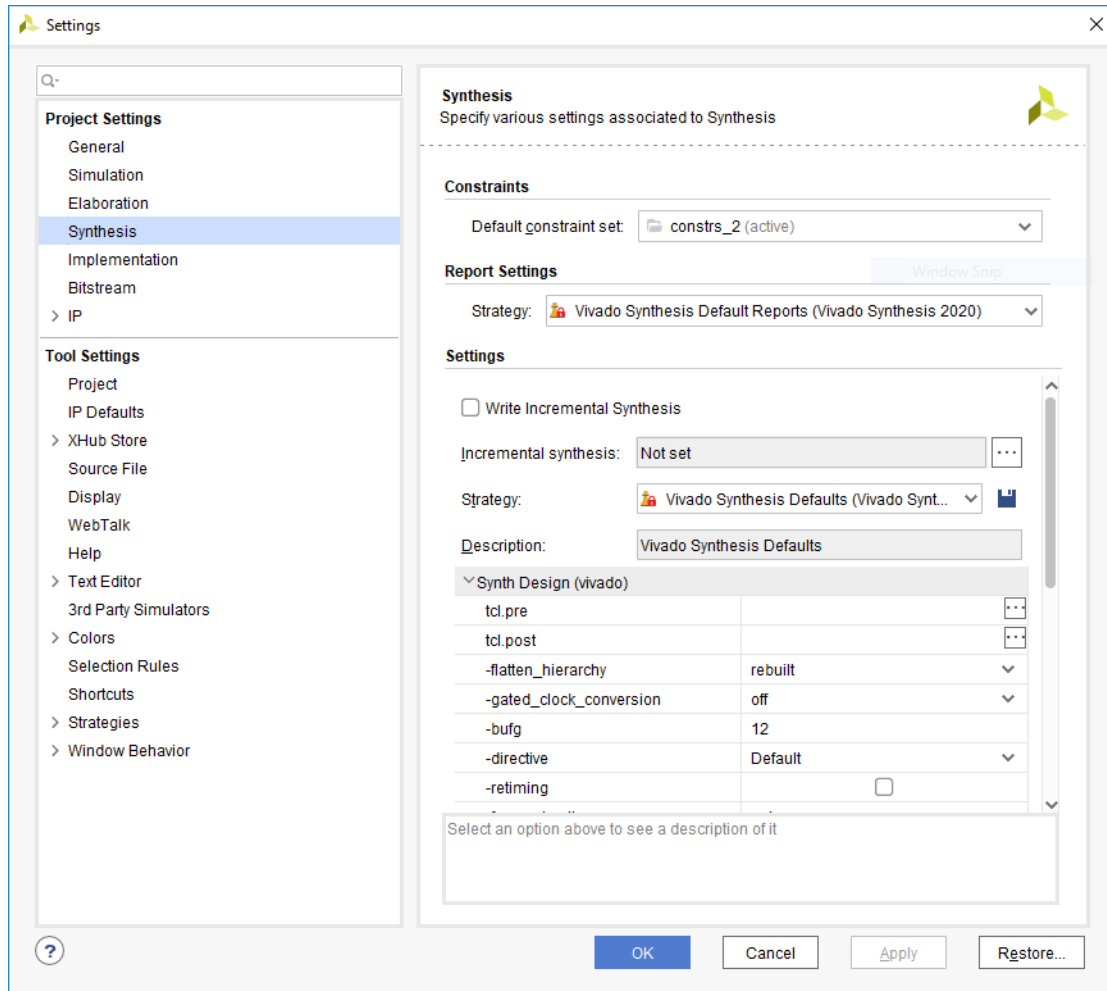 Settings
Project Settings
General
Simulation
Elaboration
Synthesis
Implementation
Bitstream
IP
Tool Settings
Project
IP Defaults
XHub Store
Source File
Display
WebTalk
Help
Text Editor
3rd Party Simulators
Colors
Selection Rules
Shortcuts
Strategies
Window Behavior
Synthesis
Specify various settings associated to Synthesis
Constraints
Default constraint set: constrs_2 (active)
Window Snip
Report Settings
Strategy: Vivado Synthesis Default Reports (Vivado Synthesis 2020)
Settings
Write Incremental Synthesis
Incremental synthesis: Not set ...
Strategy: Vivado Synthesis Defaults (Vivado Synt...
Description: Vivado Synthesis Defaults
Synth Design (vivado)
tcl.pre ...
tcl.post ...
-flatten_hierarchy rebuilt
-gated_clock_conversion off
-bufg 12
-directive Default
-retiming
Select an option above to see a description of it
? OK Cancel Apply Restore...